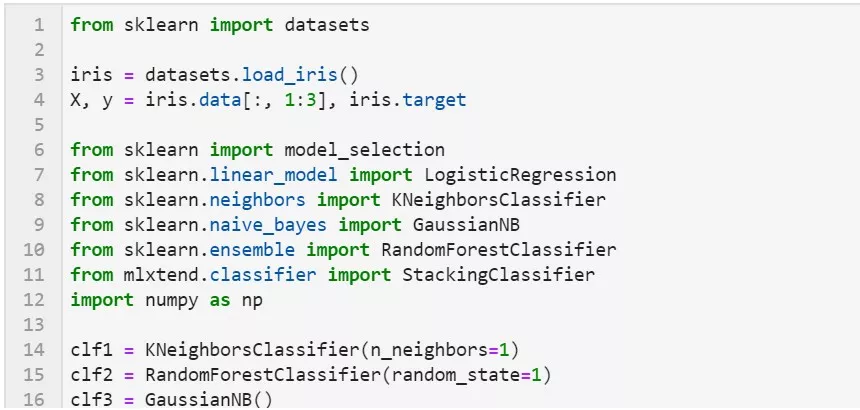 1 from sklearn import datasets
2
3 iris = datasets.load_iris()
4 X, y = iris.data[:, 1:3], iris.target
5
6 from sklearn import model_selection
7 from sklearn.linear_model import LogisticRegression
8 from sklearn.neighbors import KNeighborsClassifier
9 from sklearn.naive_bayes import GaussianNB
10 from sklearn.ensemble import RandomForestClassifier
11 from mlxtend.classifier import StackingClassifier
12 import numpy as np
13
14 clf1 = KNeighborsClassifier(n_neighbors=1)
15 clf2 = RandomForestClassifier(random_state=1)
16 clf3 = GaussianNB()